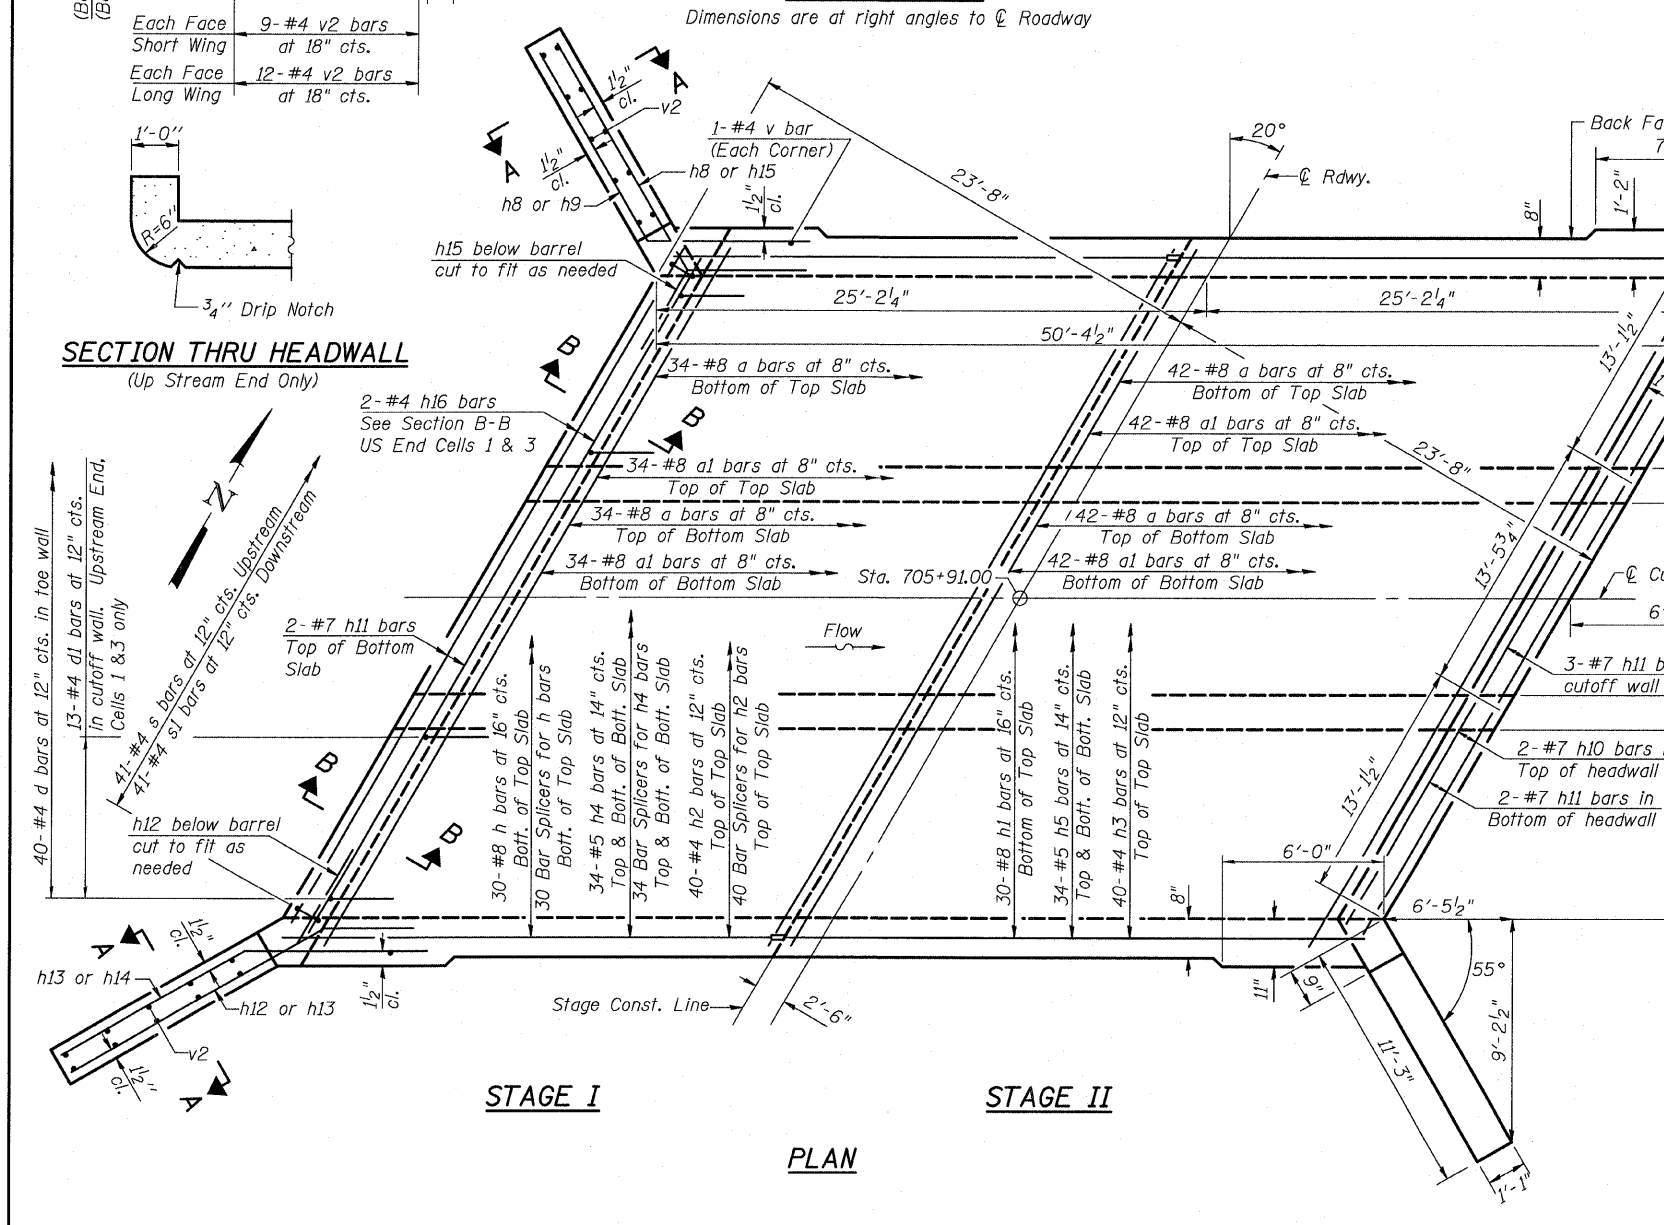 Dimensions are at right angles to ℄ Roadway
(Ba
(Ba
Each Face 9-#4 v2 bars
Short Wing at 18" cts.
Each Face 12-#4 v2 bars
Long Wing at 18" cts.
1'-0"
R=6"
3/4" Drip Notch
SECTION THRU HEADWALL
(Up Stream End Only)
A
A
1 1/2"
cl.
v2
1 1/2"
cl.
h8 or h9
1-#4 v bar
(Each Corner)
h8 or h15
1 1/2"
cl.
23'-8"
20°
℄ Rdwy.
Back Fa
7
8"
1'-2"
h15 below barrel
cut to fit as needed
25'-2 1/4"
25'-2 1/4"
50'-4 1/2"
13'-1 1/2"
B
B
34-#8 a bars at 8" cts.
Bottom of Top Slab
42-#8 a bars at 8" cts.
Bottom of Top Slab
2-#4 h16 bars
See Section B-B
US End Cells 1 & 3
42-#8 a1 bars at 8" cts.
Top of Top Slab
23'-8"
34-#8 a1 bars at 8" cts.
Top of Top Slab
34-#8 a bars at 8" cts.
Top of Bottom Slab
42-#8 a bars at 8" cts.
Top of Bottom Slab
34-#8 a1 bars at 8" cts.
Bottom of Bottom Slab
Sta. 705+91.00
42-#8 a1 bars at 8" cts.
Bottom of Bottom Slab
13'-5 3/4"
℄ Cu
6'
N
40-#4 d bars at 12" cts. in toe wall
13-#4 d1 bars at 12" cts.
in cutoff wall. Upstream End.
Cells 1 &3 only
41-#4 s bars at 12" cts. Upstream
41-#4 s1 bars at 12" cts. Downstream
2-#7 h11 bars
Top of Bottom
Slab
Flow
30-#8 h bars at 16" cts.
Bott. of Top Slab
30 Bar Splicers for h bars
Bott. of Top Slab
34-#5 h4 bars at 14" cts.
Top & Bott. of Bott. Slab
34 Bar Splicers for h4 bars
Top & Bott. of Bott. Slab
40-#4 h2 bars at 12" cts.
Top of Top Slab
40 Bar Splicers for h2 bars
Top of Top Slab
30-#8 h1 bars at 16" cts.
Bottom of Top Slab
34-#5 h5 bars at 14" cts.
Top & Bott. of Bott. Slab
40-#4 h3 bars at 12" cts.
Top of Top Slab
3-#7 h11 b
cutoff wall
2-#7 h10 bars
Top of headwall
2-#7 h11 bars in
Bottom of headwall
13'-1 1/2"
B
B
h12 below barrel
cut to fit as
needed
6'-0"
6'-5 1/2"
8"
11"
9"
55°
9'-2 1/2"
11'-3"
1'-1"
A
1 1/2"
cl.
h13 or h14
h12 or h13
v2
1 1/2"
cl.
A
1 1/2"
cl.
Stage Const. Line
2'-6"
STAGE I
STAGE II
PLAN